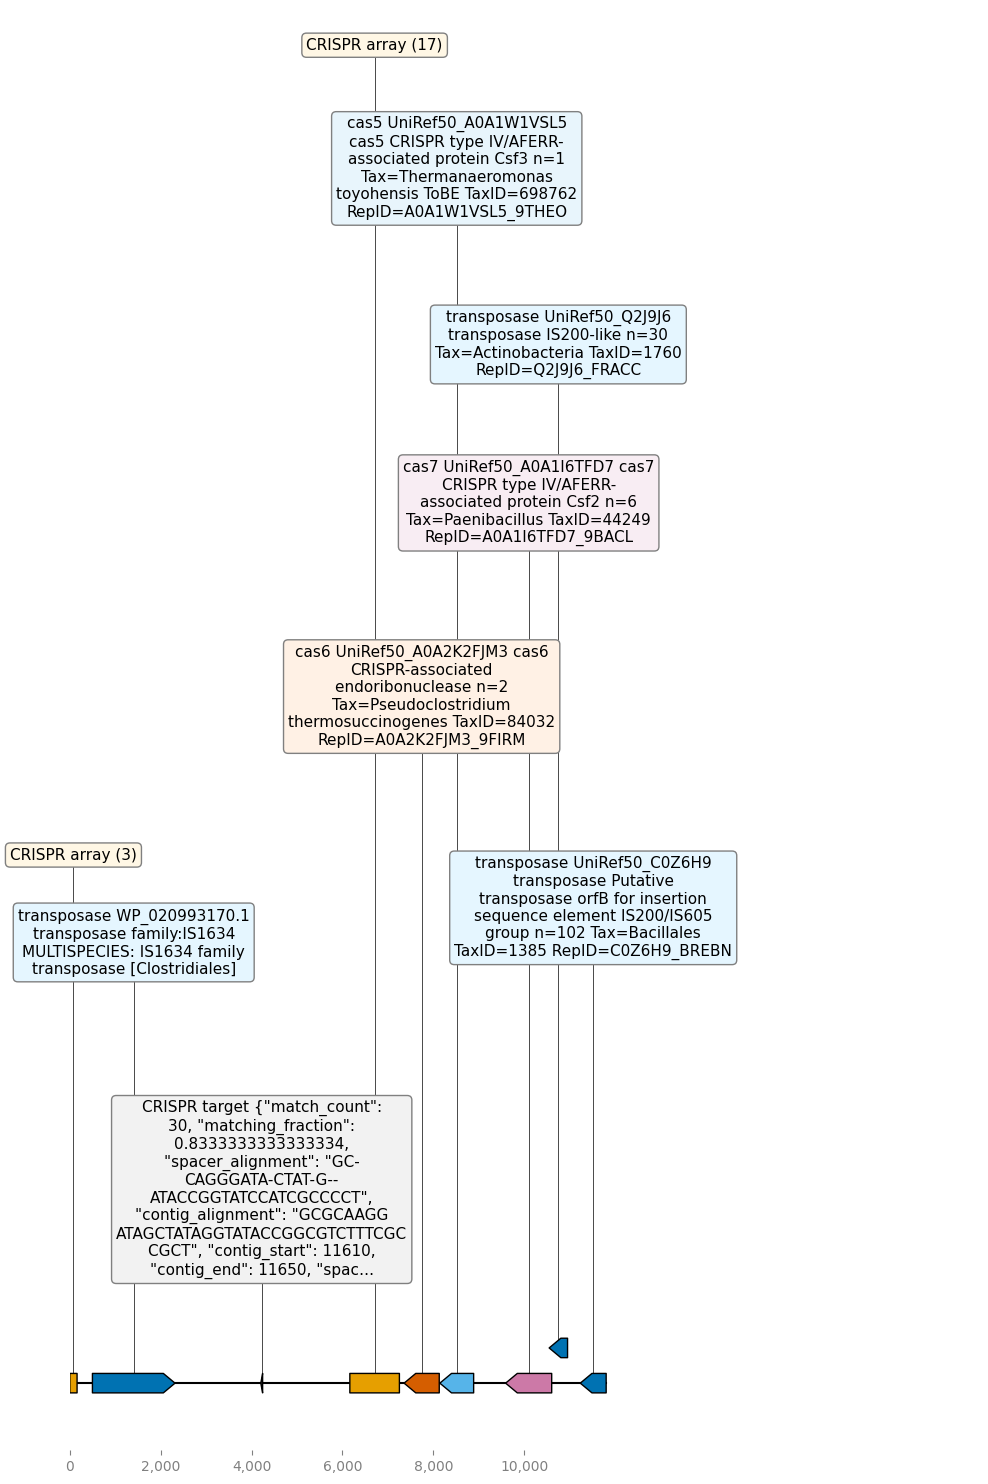 CRISPR array (17)
cas5 UniRef50_A0A1W1VSL5
cas5 CRISPR type IV/AFERR-
associated protein Csf3 n=1
Tax=Thermanaeromonas
toyohensis ToBE TaxID=698762
RepID=A0A1W1VSL5_9THEO
transposase UniRef50_Q2J9J6
transposase IS200-like n=30
Tax=Actinobacteria TaxID=1760
RepID=Q2J9J6_FRACC
cas7 UniRef50_A0A1I6TFD7 cas7
CRISPR type IV/AFERR-
associated protein Csf2 n=6
Tax=Paenibacillus TaxID=44249
RepID=A0A1I6TFD7_9BACL
cas6 UniRef50_A0A2K2FJM3 cas6
CRISPR-associated
endoribonuclease n=2
Tax=Pseudoclostridium
thermosuccinogenes TaxID=84032
RepID=A0A2K2FJM3_9FIRM
CRISPR array (3)
transposase UniRef50_C0Z6H9
transposase Putative
transposase orfB for insertion
sequence element IS200/IS605
group n=102 Tax=Bacillales
TaxID=1385 RepID=C0Z6H9_BREBN
transposase WP_020993170.1
transposase family:IS1634
MULTISPECIES: IS1634 family
transposase [Clostridiales]
CRISPR target {"match_count":
30, "matching_fraction":
0.8333333333333334,
"spacer_alignment": "GC-
CAGGGATA-CTAT-G--
ATACCGGTATCCATCGCCCCT",
"contig_alignment": "GCGCAAGG
ATAGCTATAGGTATACCGGCGTCTTTCGC
CGCT", "contig_start": 11610,
"contig_end": 11650, "spac...
0
2,000
4,000
6,000
8,000
10,000